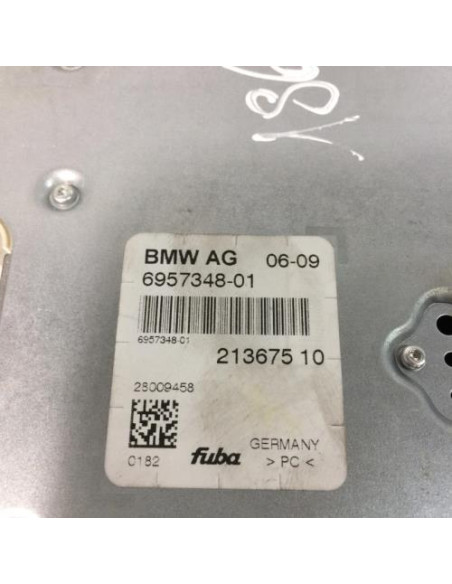 BMW AG 06-09
6957348-01
6957348-01
213675 10
28009458
0182 fuba GERMANY
> PC <